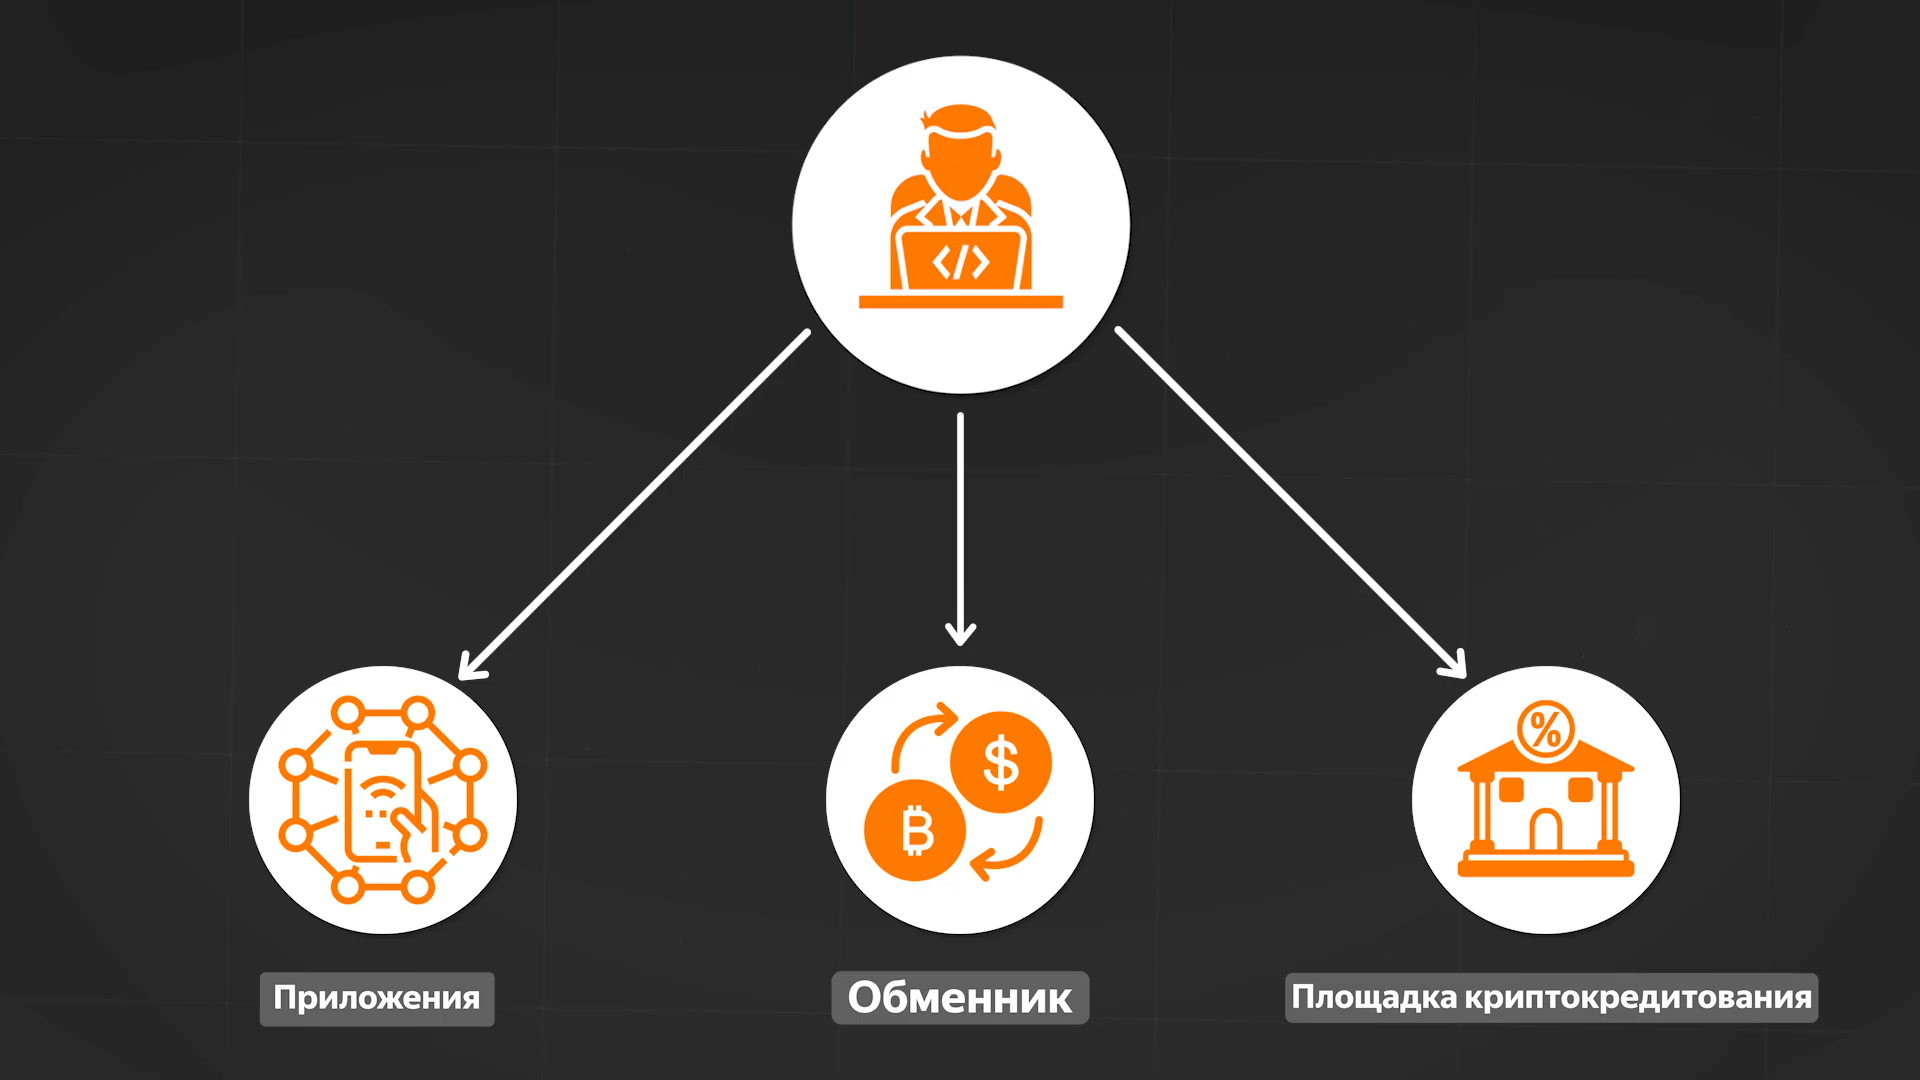 </>
$
B
%
Приложения
Обменник
Площадка криптокредитования